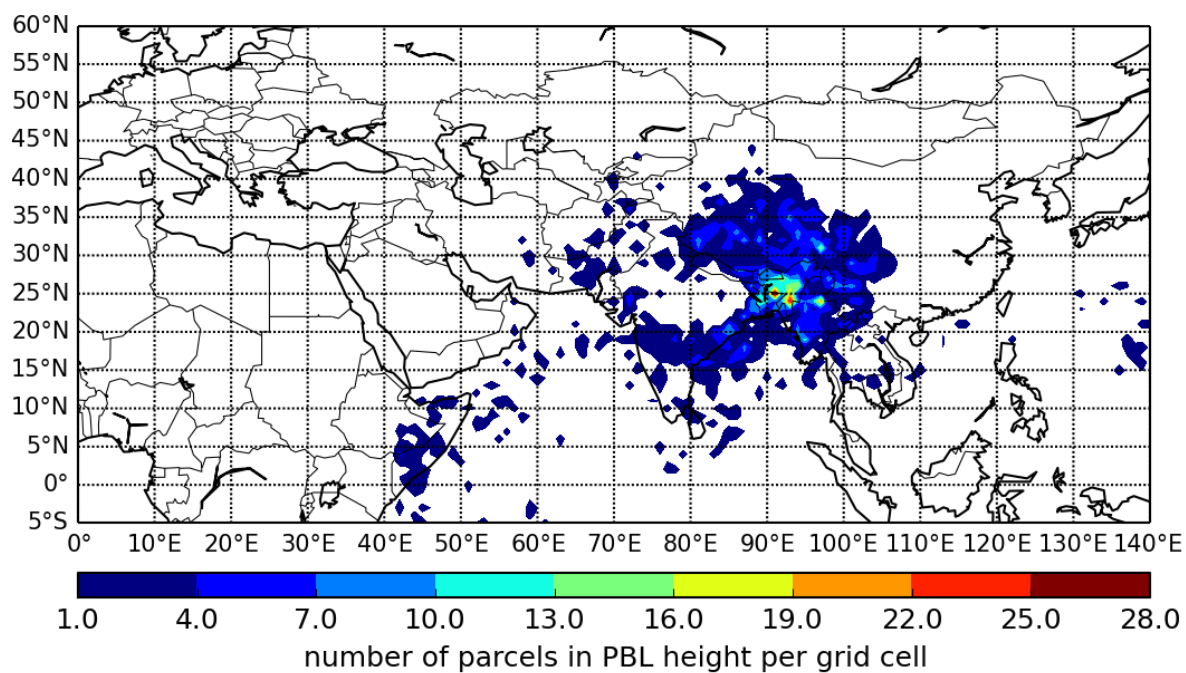 60°N
55°N
50°N
45°N
40°N
35°N
30°N
25°N
20°N
15°N
10°N
5°N
0°
5°S
0° 10°E 20°E 30°E 40°E 50°E 60°E 70°E 80°E 90°E 100°E 110°E 120°E 130°E 140°E
1.0 4.0 7.0 10.0 13.0 16.0 19.0 22.0 25.0 28.0
number of parcels in PBL height per grid cell